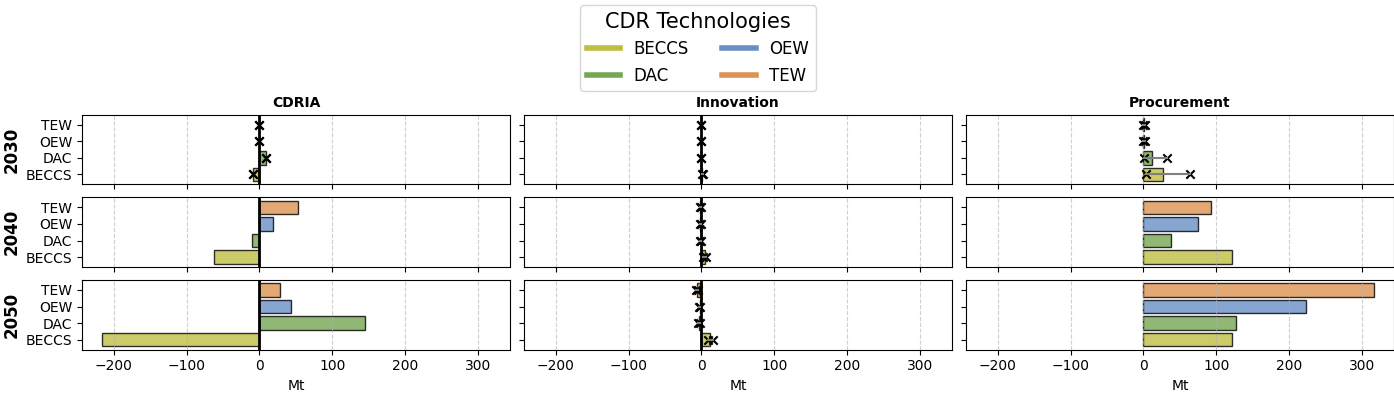 CDR Technologies
BECCS OEW
DAC TEW
CDRIA Innovation Procurement
2030
TEW
OEW
DAC
BECCS
2040
TEW
OEW
DAC
BECCS
2050
TEW
OEW
DAC
BECCS
−200 −100 0 100 200 300 −200 −100 0 100 200 300 −200 −100 0 100 200 300
Mt Mt Mt